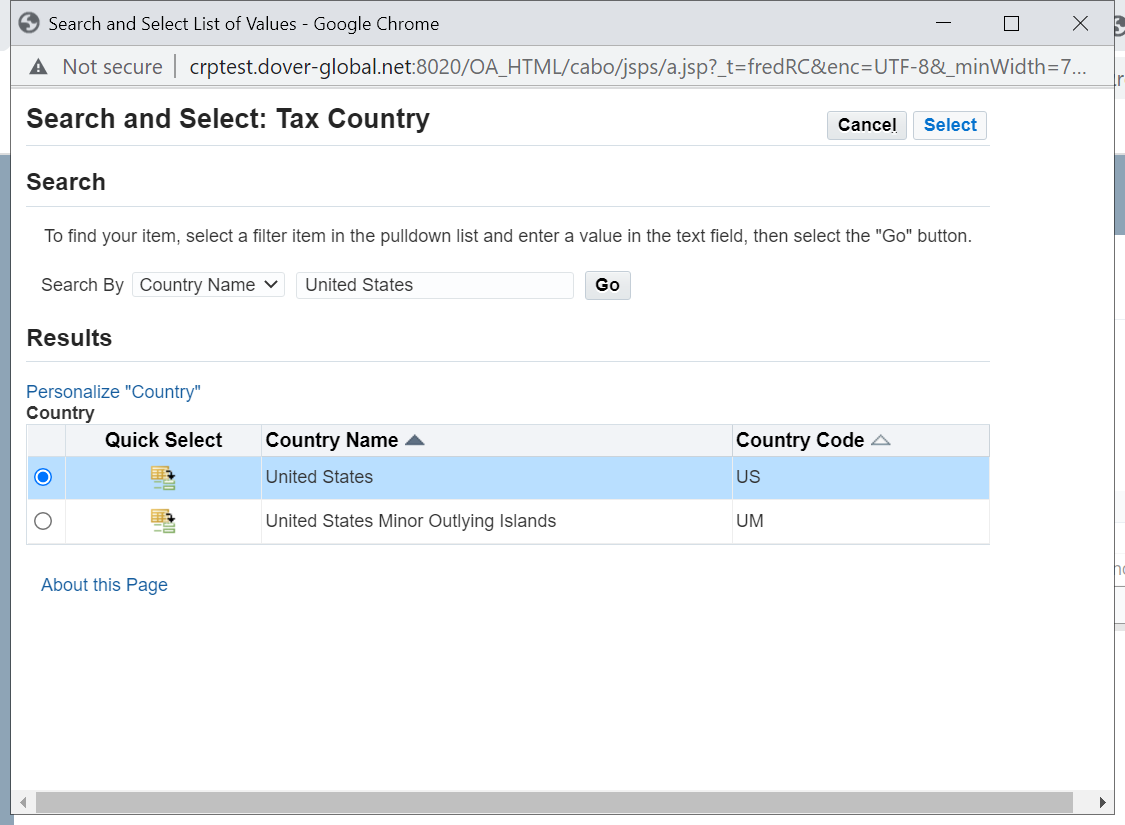 Search and Select List of Values - Google Chrome
Not secure | crptest.dover-global.net:8020/OA_HTML/cabo/jsps/a.jsp?_t=fredRC&enc=UTF-8&_minWidth=7...
Search and Select: Tax Country
Cancel Select
Search
To find your item, select a filter item in the pulldown list and enter a value in the text field, then select the "Go" button.
Search By Country Name United States Go
Results
Personalize "Country"
Country
Quick Select Country Name Country Code
United States US
United States Minor Outlying Islands UM
About this Page